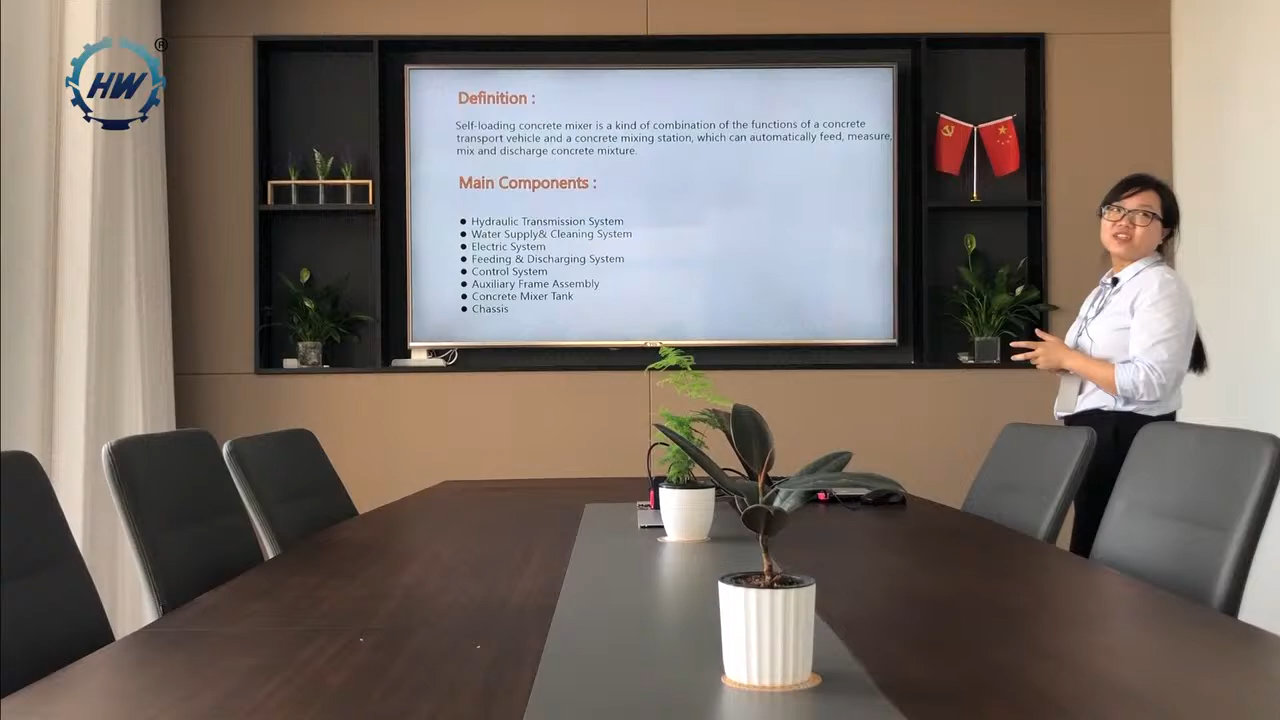 HW®
Definition :
Self-loading concrete mixer is a kind of combination of the functions of a concrete
transport vehicle and a concrete mixing station, which can automatically feed, measure,
mix and discharge concrete mixture.
Main Components :
● Hydraulic Transmission System
● Water Supply& Cleaning System
● Electric System
● Feeding & Discharging System
● Control System
● Auxiliary Frame Assembly
● Concrete Mixer Tank
● Chassis